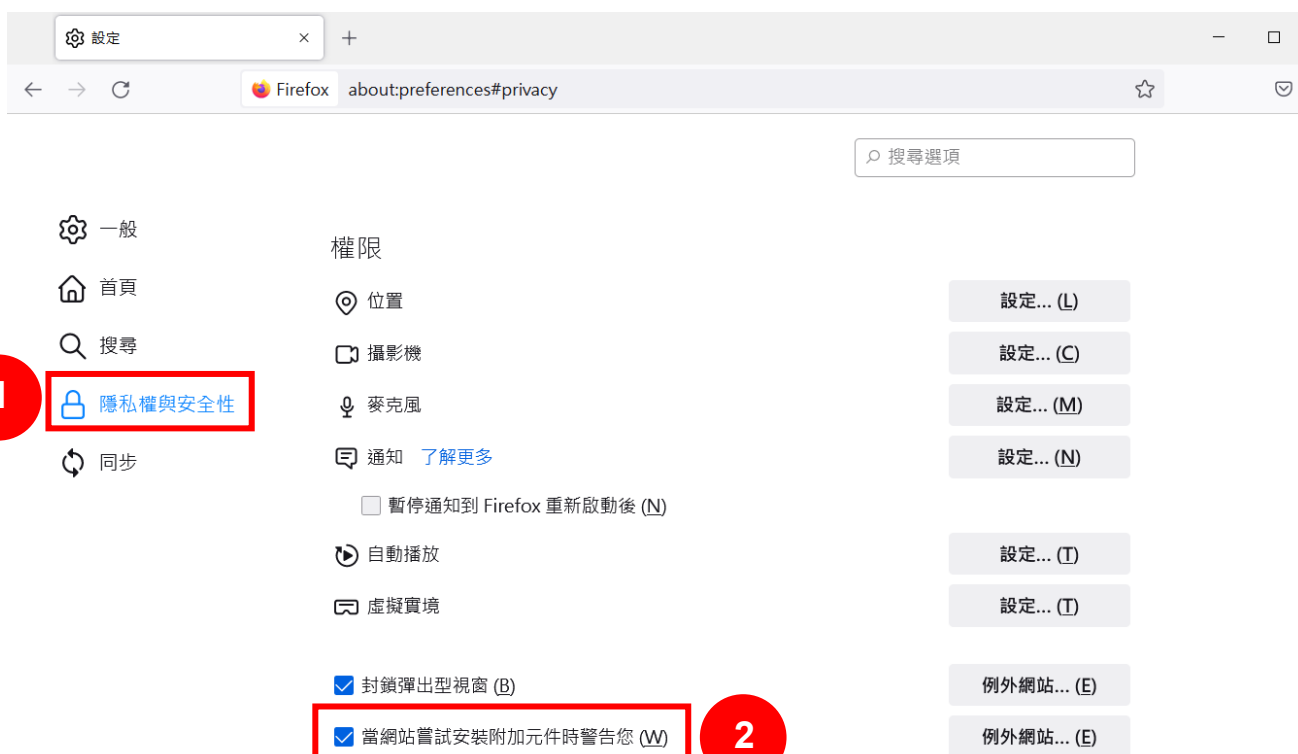 設定
Firefox about:preferences#privacy
搜尋選項
一般
首頁
搜尋
1
隱私權與安全性
同步
權限
位置 設定... (L)
攝影機 設定... (C)
麥克風 設定... (M)
通知 了解更多 設定... (N)
暫停通知到 Firefox 重新啟動後 (N)
自動播放 設定... (T)
虛擬實境 設定... (T)
封鎖彈出型視窗 (B) 例外網站... (E)
當網站嘗試安裝附加元件時警告您 (W) 2 例外網站... (E)